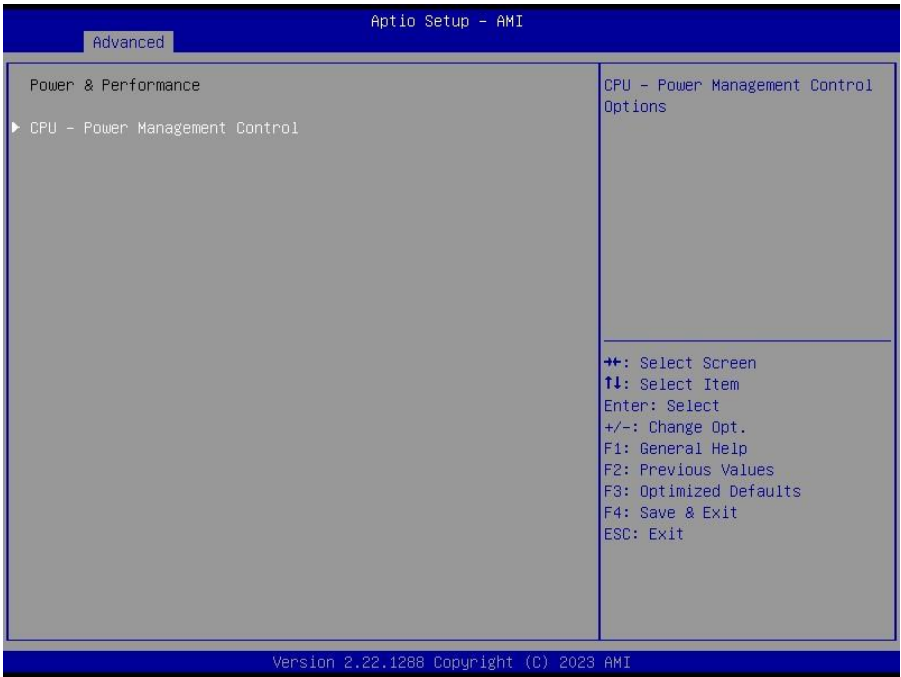 Aptio Setup – AMI
Advanced
Power & Performance
▶ CPU – Power Management Control
CPU – Power Management Control
Options
→←: Select Screen
↑↓: Select Item
Enter: Select
+/-: Change Opt.
F1: General Help
F2: Previous Values
F3: Optimized Defaults
F4: Save & Exit
ESC: Exit
Version 2.22.1288 Copyright (C) 2023 AMI